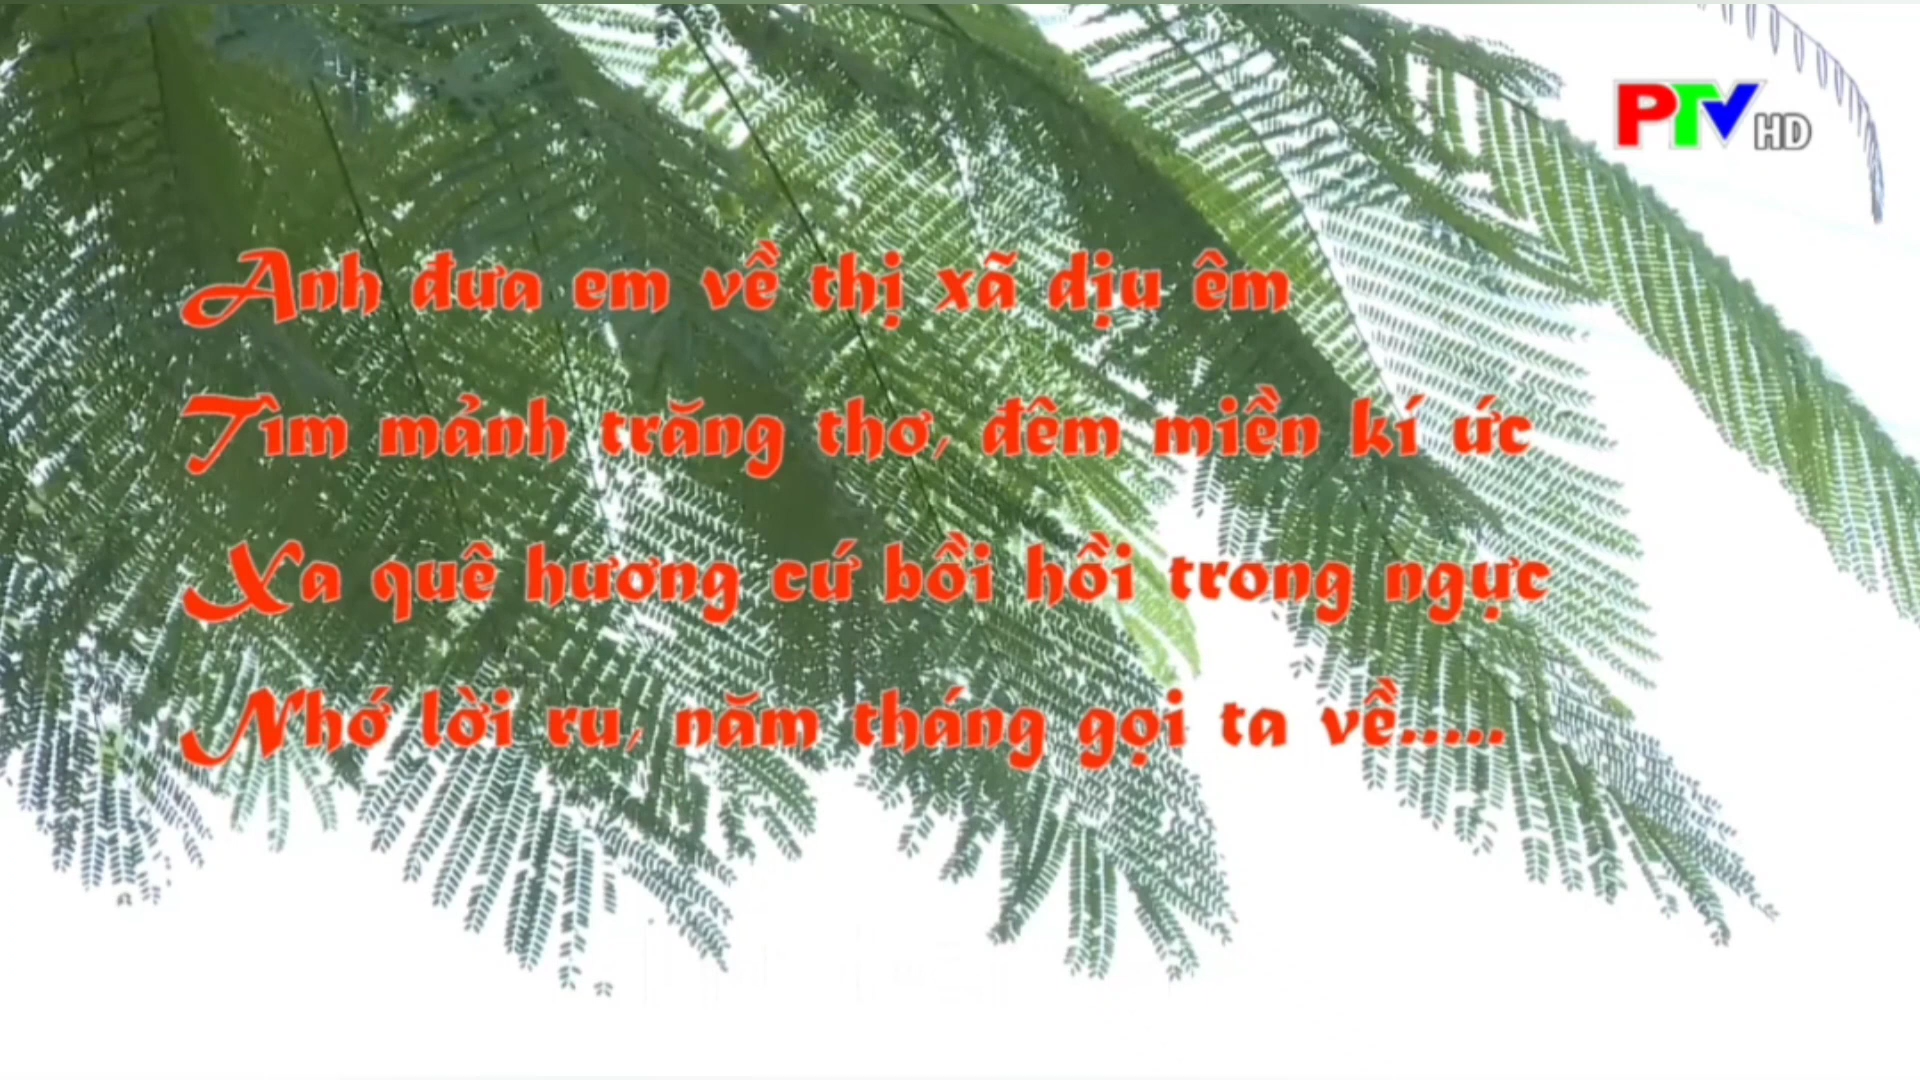 PTV HD
Anh đưa em về thị xã dịu êm
Tìm mảnh trăng thơ, đêm miền kí ức
Xa quê hương cứ bồi hồi trong ngực
Nhớ lời ru, năm tháng gọi ta về.....